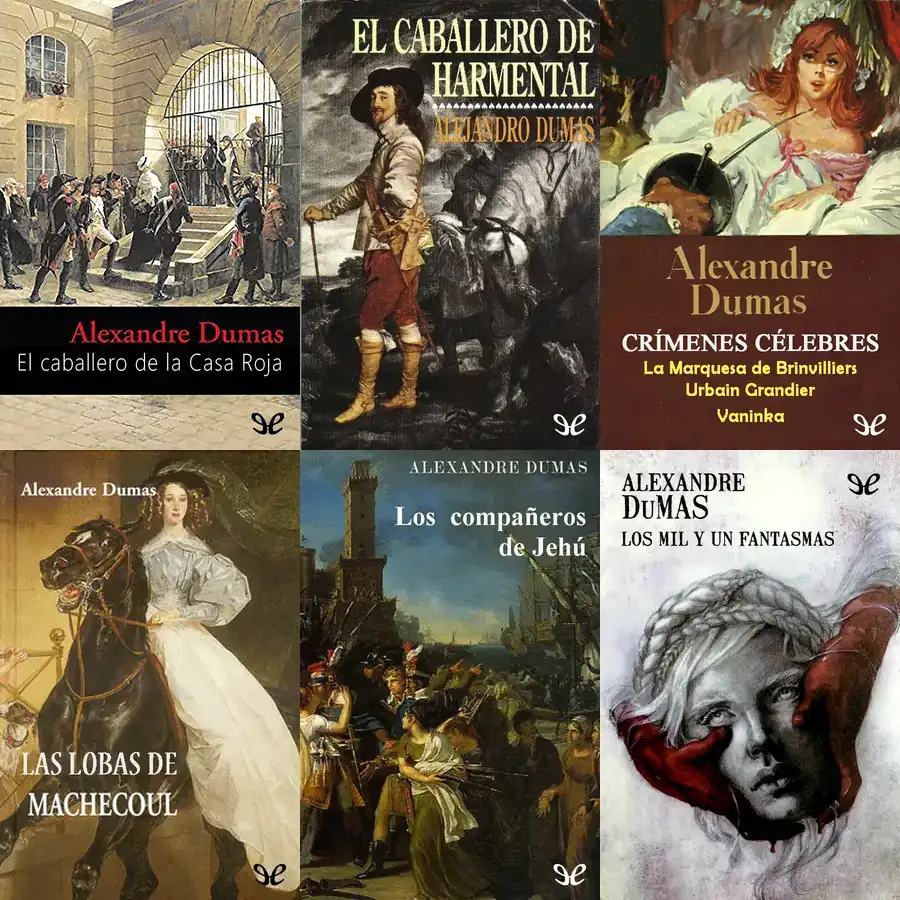 Alexandre Dumas
El caballero de la Casa Roja
EL CABALLERO DE
HARMENTAL
ALEJANDRO DUMAS
Alexandre
Dumas
CRÍMENES CÉLEBRES
La Marquesa de Brinvilliers
Urbain Grandier
Vaninka
Alexandre Dumas
LAS LOBAS DE
MACHECOUL
ALEXANDRE DUMAS
Los compañeros
de Jehú
ALEXANDRE
DUMAS
LOS MIL Y UN FANTASMAS